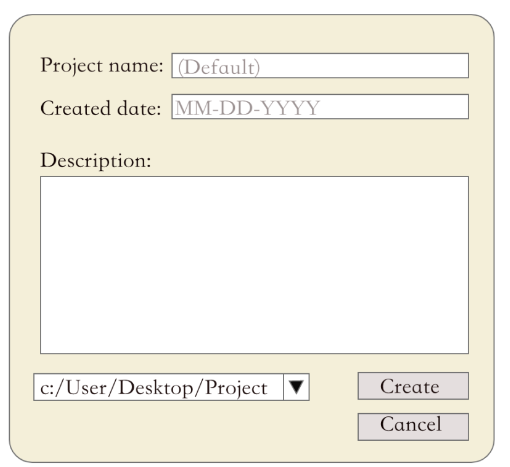 Project name: (Default)
Created date: MM-DD-YYYY
Description:
c:/User/Desktop/Project ▼ Create
Cancel